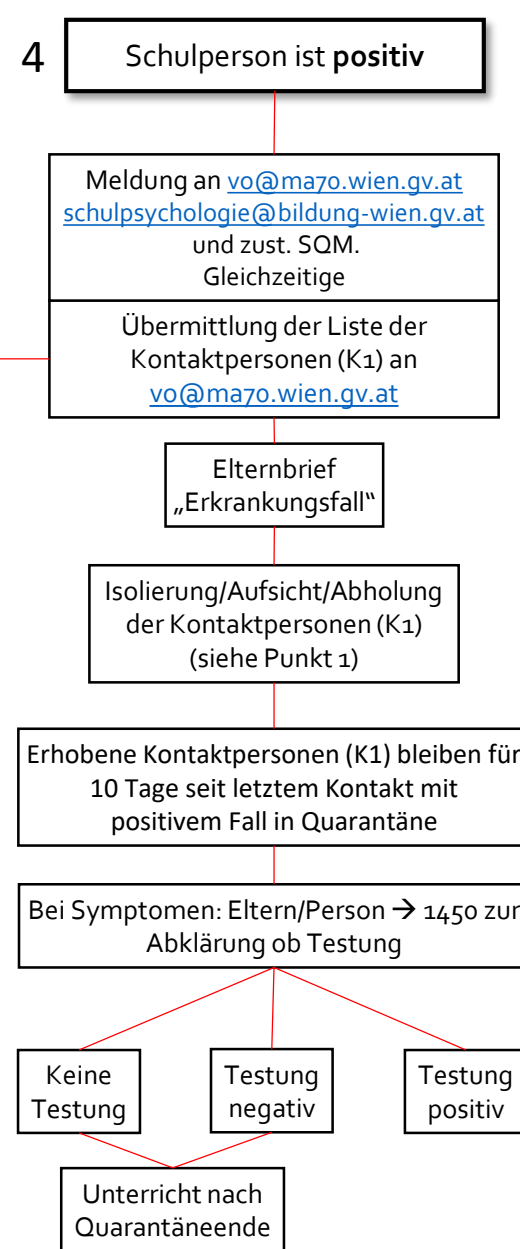 4
Schulperson ist positiv
Meldung an vo@ma70.wien.gv.at
schulpsychologie@bildung-wien.gv.at
und zust. SQM.
Gleichzeitige
Übermittlung der Liste der
Kontaktpersonen (K1) an
vo@ma70.wien.gv.at
Elternbrief
„Erkrankungsfall“
Isolierung/Aufsicht/Abholung
der Kontaktpersonen (K1)
(siehe Punkt 1)
Erhobene Kontaktpersonen (K1) bleiben für
10 Tage seit letztem Kontakt mit
positivem Fall in Quarantäne
Bei Symptomen: Eltern/Person → 1450 zur
Abklärung ob Testung
Keine
Testung
Testung
negativ
Testung
positiv
Unterricht nach
Quarantäneende